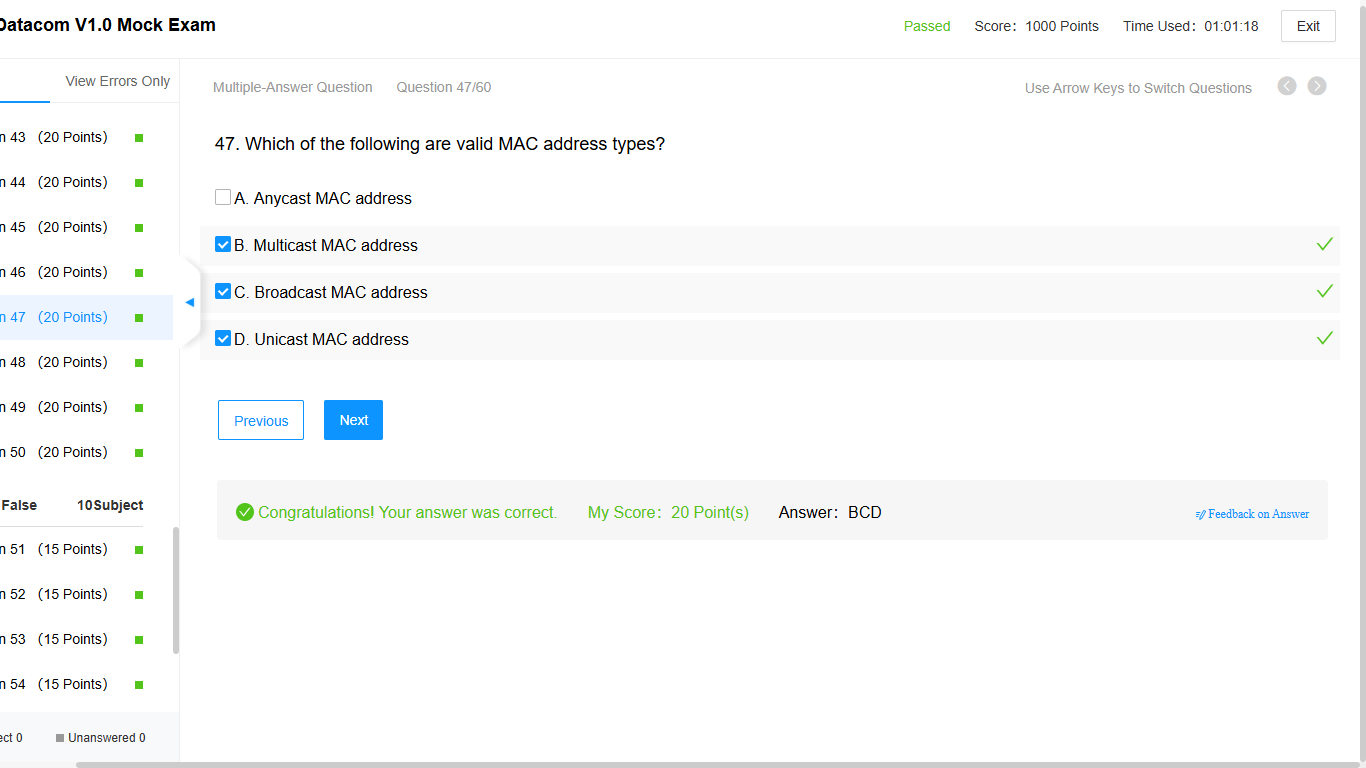 Datacom V1.0 Mock Exam
Passed Score: 1000 Points Time Used: 01:01:18 Exit
View Errors Only
Multiple-Answer Question Question 47/60 Use Arrow Keys to Switch Questions
n 43 (20 Points)
n 44 (20 Points)
n 45 (20 Points)
n 46 (20 Points)
n 47 (20 Points)
n 48 (20 Points)
n 49 (20 Points)
n 50 (20 Points)
False 10Subject
n 51 (15 Points)
n 52 (15 Points)
n 53 (15 Points)
n 54 (15 Points)
ect 0 Unanswered 0
47. Which of the following are valid MAC address types?
A. Anycast MAC address
B. Multicast MAC address
C. Broadcast MAC address
D. Unicast MAC address
Previous Next
Congratulations! Your answer was correct. My Score: 20 Point(s) Answer: BCD Feedback on Answer